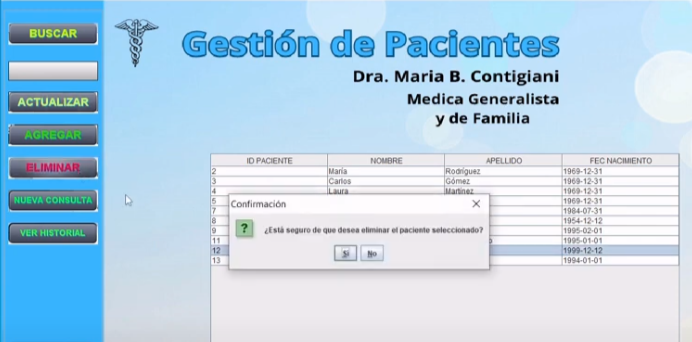 BUSCAR
ACTUALIZAR
AGREGAR
ELIMINAR
NUEVA CONSULTA
VER HISTORIAL
Gestión de Pacientes
Dra. Maria B. Contigiani
Medica Generalista
y de Familia
ID PACIENTE NOMBRE APELLIDO FEC NACIMIENTO
2 María Rodríguez 1969-12-31
3 Carlos Gómez 1969-12-31
4 Laura Martínez 1969-12-31
5 1969-12-31
7 1984-07-31
8 1954-12-12
9 1995-02-01
11 o 1995-01-01
12 1999-12-12
13 1994-01-01
Confirmación
¿Está seguro de que desea eliminar el paciente seleccionado?
Sí No